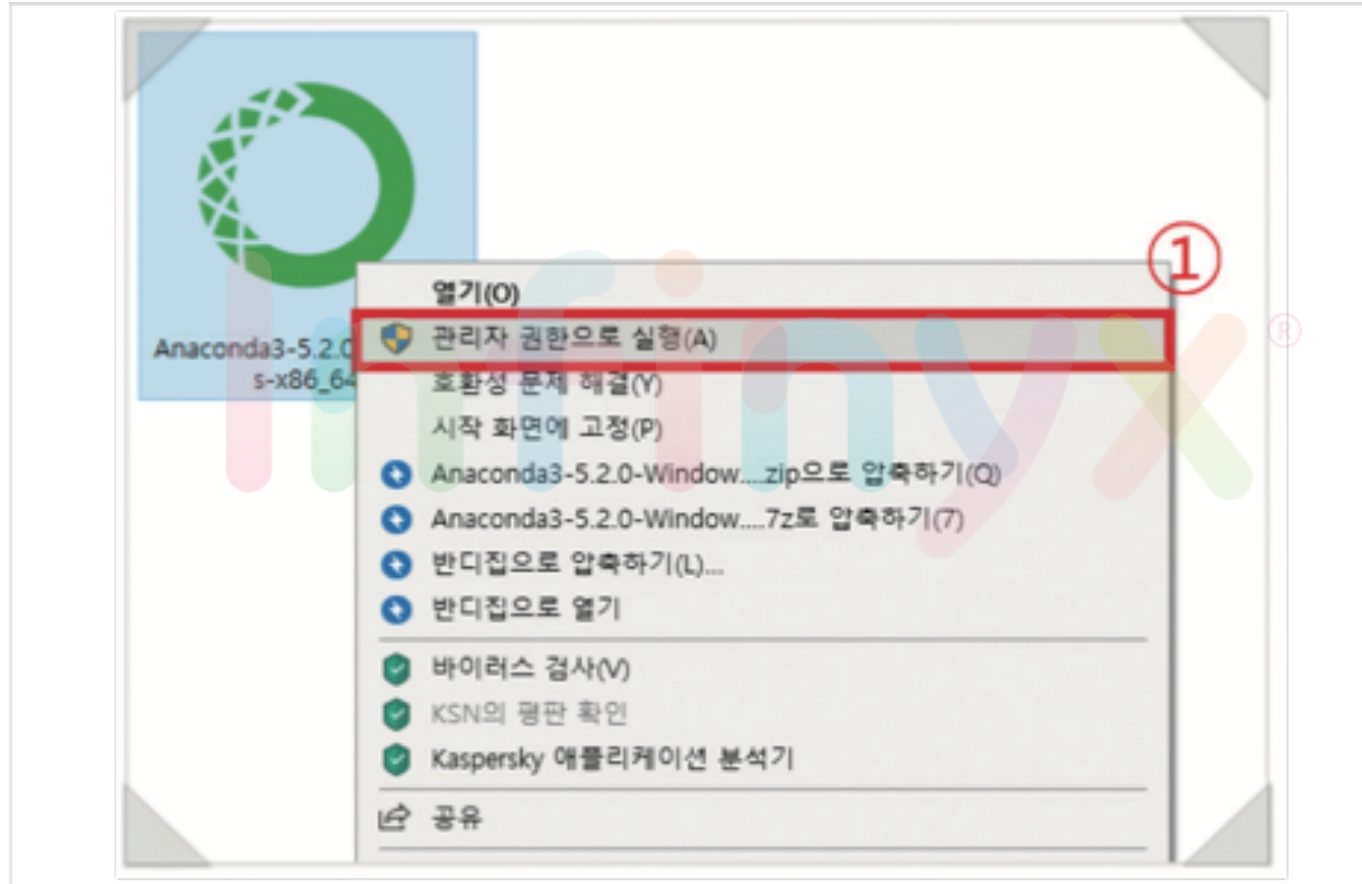 ①
열기(O)
Anaconda3-5.2.0
s-x86_64
관리자 권한으로 실행(A)
호환성 문제 해결(Y)
시작 화면에 고정(P)
Anaconda3-5.2.0-Window....zip으로 압축하기(Q)
Anaconda3-5.2.0-Window....7z로 압축하기(7)
반디집으로 압축하기(L)...
반디집으로 열기
바이러스 검사(V)
KSN의 평판 확인
Kaspersky 애플리케이션 분석기
공유
Infinyx®